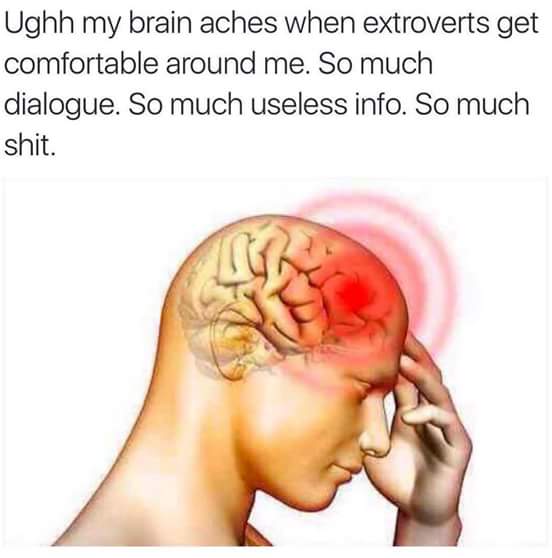 Ughh my brain aches when extroverts get
comfortable around me. So much
dialogue. So much useless info. So much
shit.